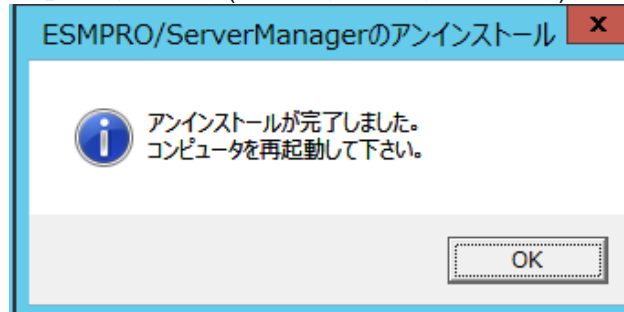 ESMPRO/ServerManagerのアンインストール
アンインストールが完了しました。
コンピュータを再起動して下さい。
OK